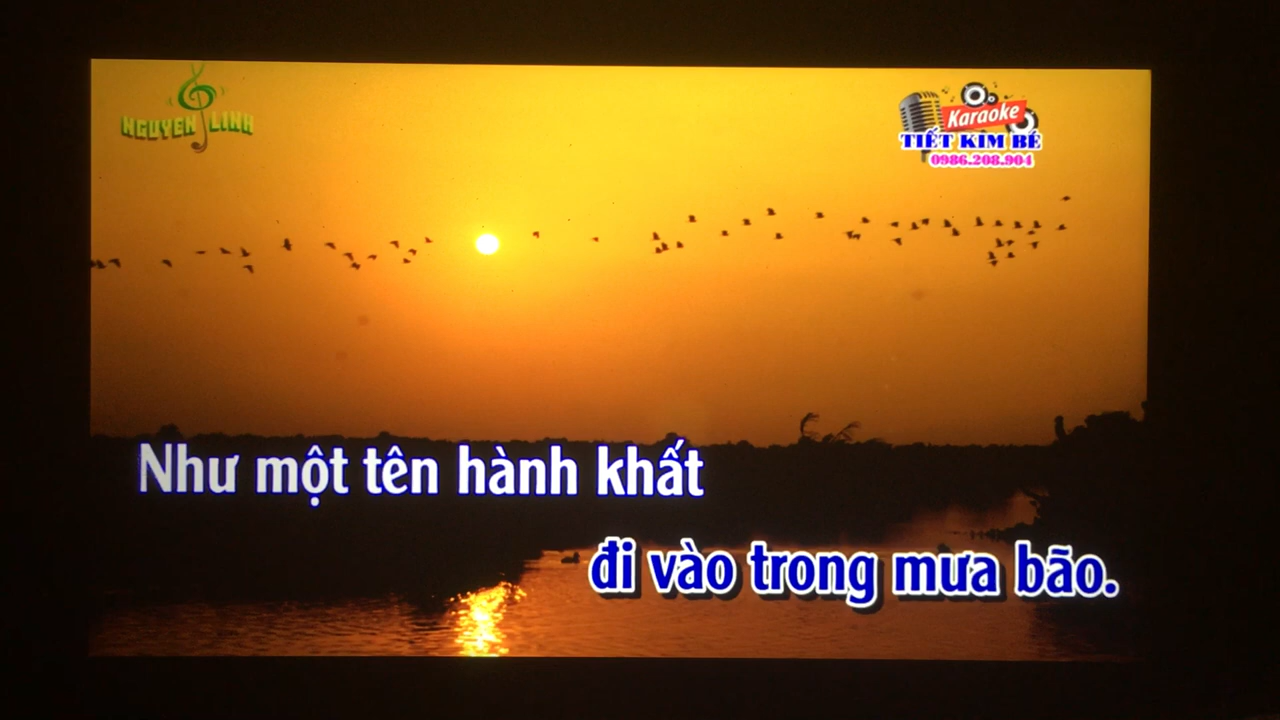 NGUYEN LINH
Karaoke
TIẾT KIM BÉ
0986.208.904
Như một tên hành khất
đi vào trong mưa bão.